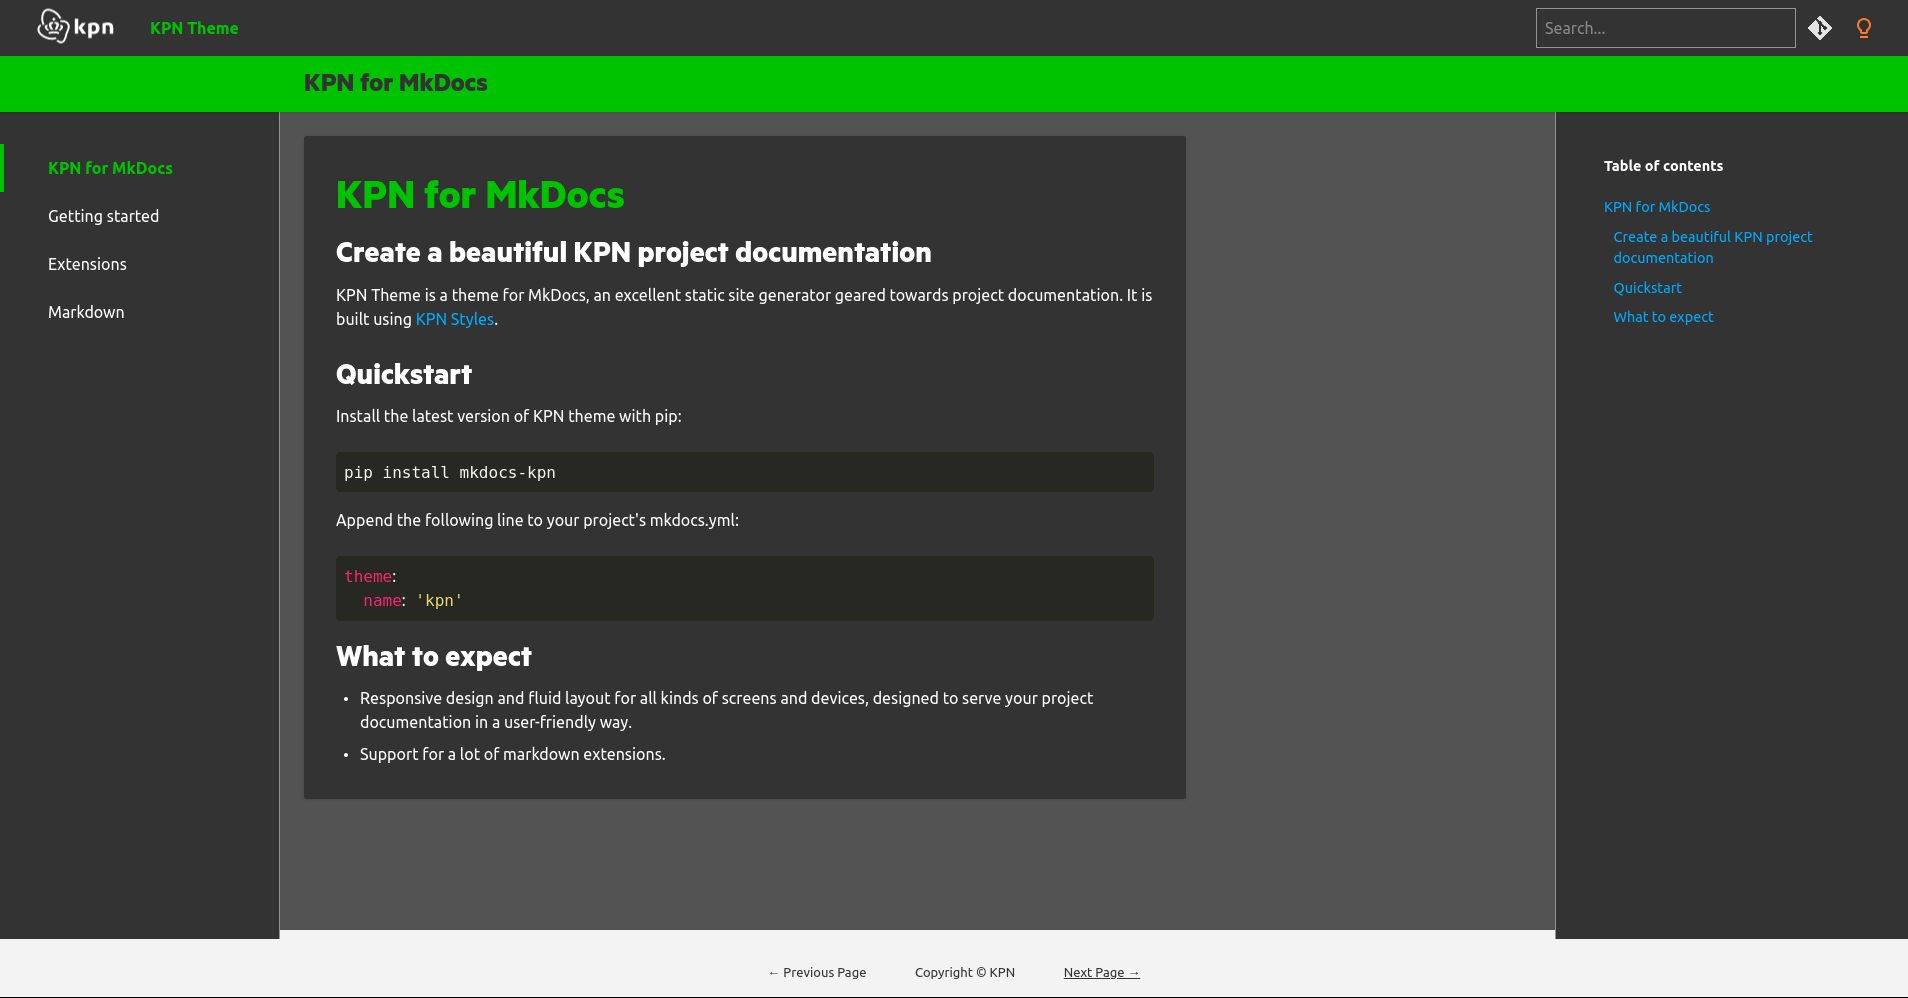 kpn
KPN Theme
Search...
KPN for MkDocs
KPN for MkDocs
Getting started
Extensions
Markdown
KPN for MkDocs
Create a beautiful KPN project documentation
KPN Theme is a theme for MkDocs, an excellent static site generator geared towards project documentation. It is
built using KPN Styles.
Quickstart
Install the latest version of KPN theme with pip:
pip install mkdocs-kpn
Append the following line to your project's mkdocs.yml:
theme:
  name: 'kpn'
What to expect
• Responsive design and fluid layout for all kinds of screens and devices, designed to serve your project
documentation in a user-friendly way.
• Support for a lot of markdown extensions.
Table of contents
KPN for MkDocs
Create a beautiful KPN project
documentation
Quickstart
What to expect
← Previous Page
Copyright © KPN
Next Page →